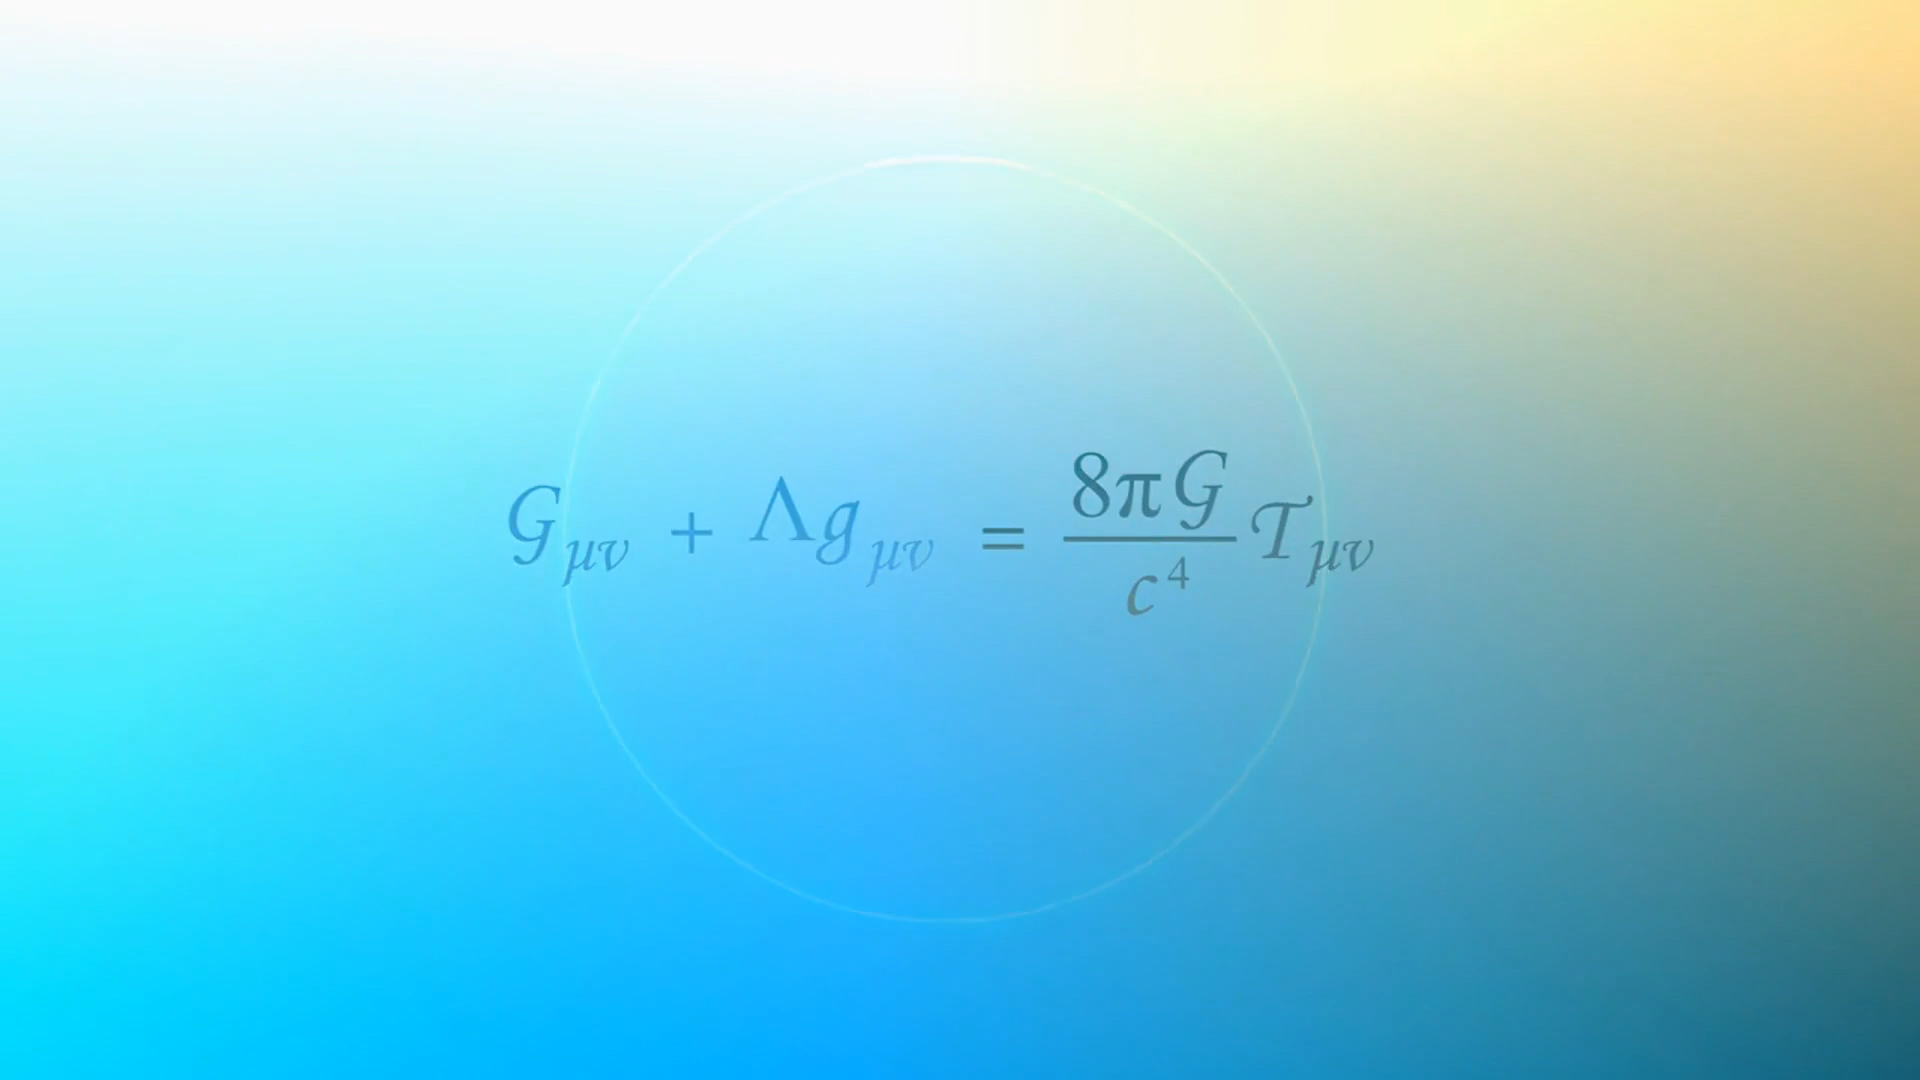 G_μν + Λg_μν = 8πG/c⁴ T_μν